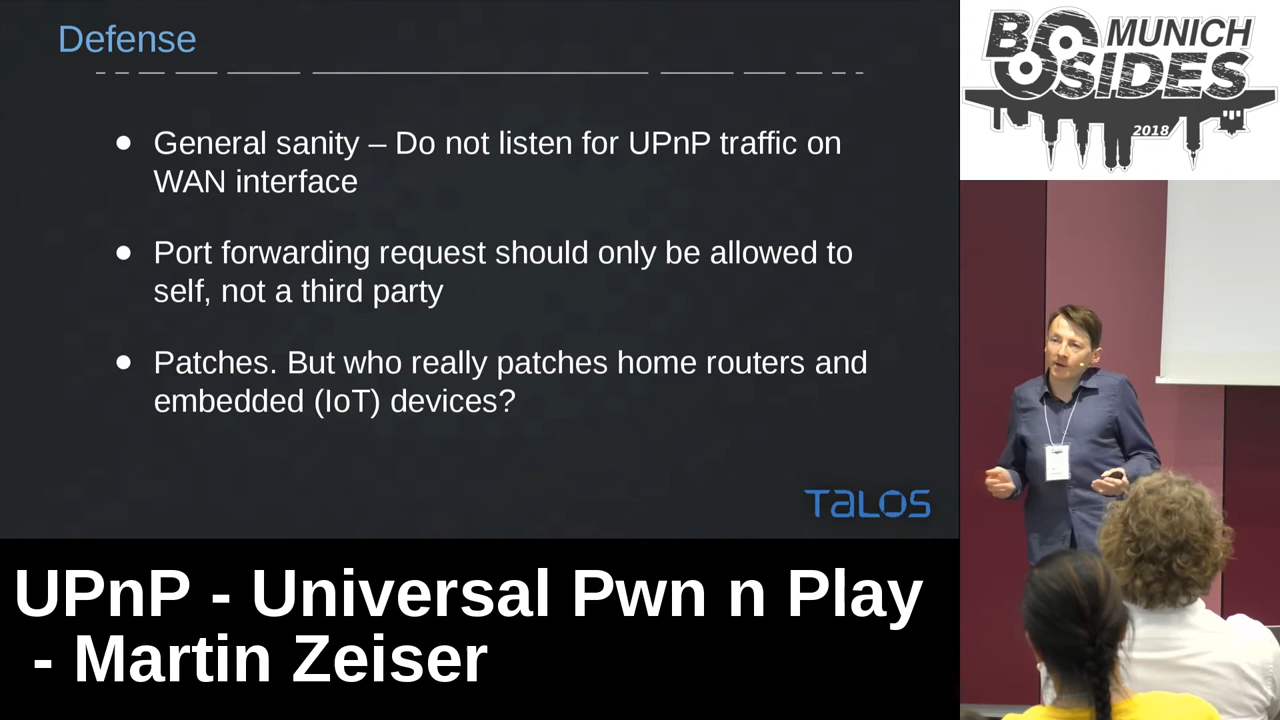 Defense
General sanity – Do not listen for UPnP traffic on
WAN interface
Port forwarding request should only be allowed to
self, not a third party
Patches. But who really patches home routers and
embedded (IoT) devices?
TALOS
UPnP - Universal Pwn n Play
- Martin Zeiser
BSIDES
MUNICH
2018